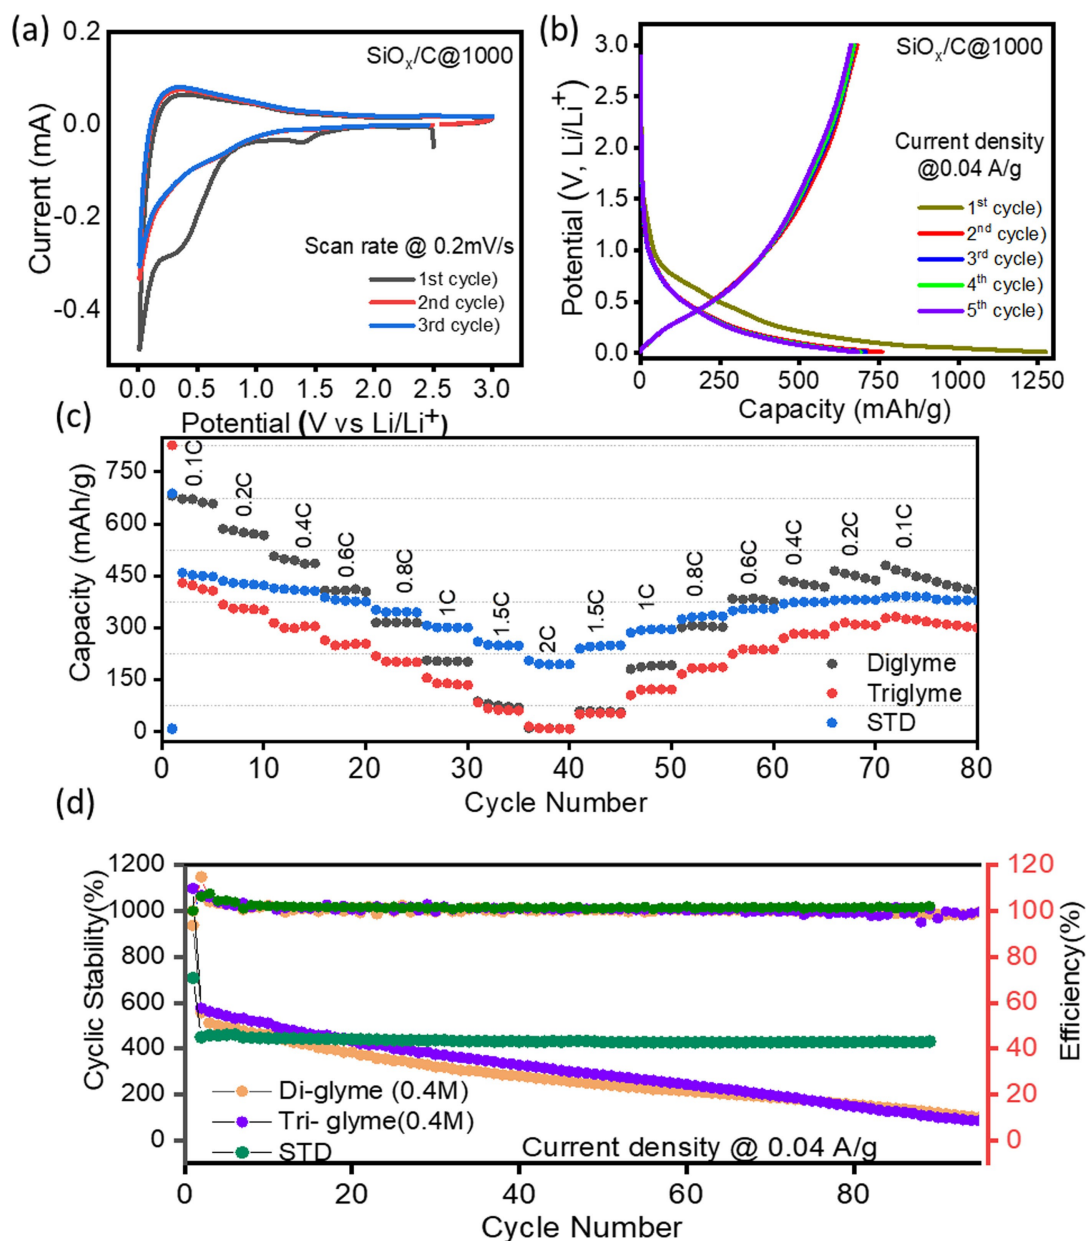 (a)
0.2
0.0
-0.2
-0.4
Current (mA)
SiOx/C@1000
Scan rate @ 0.2mV/s
1st cycle)
2nd cycle)
3rd cycle)
0.0 0.5 1.0 1.5 2.0 2.5 3.0
Potential (V vs Li/Li+)
(b)
3.0
2.5
2.0
1.5
1.0
0.5
0.0
Potential (V, Li/Li+)
SiOx/C@1000
Current density
@0.04 A/g
1st cycle)
2nd cycle)
3rd cycle)
4th cycle)
5th cycle)
0 250 500 750 1000 1250
Capacity (mAh/g)
(c)
750
600
450
300
150
0
Capacity (mAh/g)
0.1C
0.2C
0.4C
0.6C
0.8C
1C
1.5C
2C
1.5C
1C
0.8C
0.6C
0.4C
0.2C
0.1C
Diglyme
Triglyme
STD
0 10 20 30 40 50 60 70 80
Cycle Number
(d)
1200
1000
800
600
400
200
0
Cyclic Stability(%)
120
100
80
60
40
20
0
Efficiency(%)
Di-glyme (0.4M)
Tri- glyme(0.4M)
STD
Current density @ 0.04 A/g
0 20 40 60 80
Cycle Number